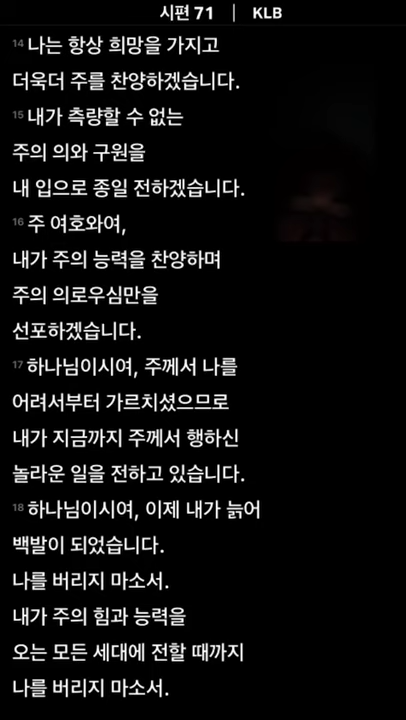 시편 71 | KLB
14 나는 항상 희망을 가지고
더욱더 주를 찬양하겠습니다.
15 내가 측량할 수 없는
주의 의와 구원을
내 입으로 종일 전하겠습니다.
16 주 여호와여,
내가 주의 능력을 찬양하며
주의 의로우심만을
선포하겠습니다.
17 하나님이시여, 주께서 나를
어려서부터 가르치셨으므로
내가 지금까지 주께서 행하신
놀라운 일을 전하고 있습니다.
18 하나님이시여, 이제 내가 늙어
백발이 되었습니다.
나를 버리지 마소서.
내가 주의 힘과 능력을
오는 모든 세대에 전할 때까지
나를 버리지 마소서.